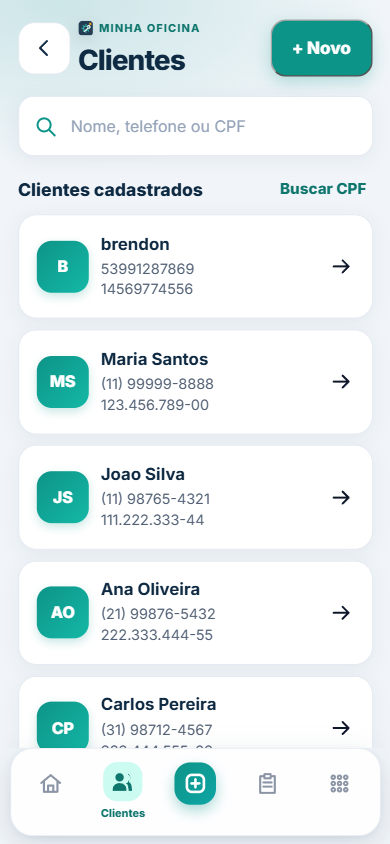 MINHA OFICINA
Clientes
+ Novo
Nome, telefone ou CPF
Clientes cadastrados
Buscar CPF
B
brendon
53991287869
14569774556
MS
Maria Santos
(11) 99999-8888
123.456.789-00
JS
Joao Silva
(11) 98765-4321
111.222.333-44
AO
Ana Oliveira
(21) 99876-5432
222.333.444-55
CP
Carlos Pereira
(31) 98712-4567
Clientes